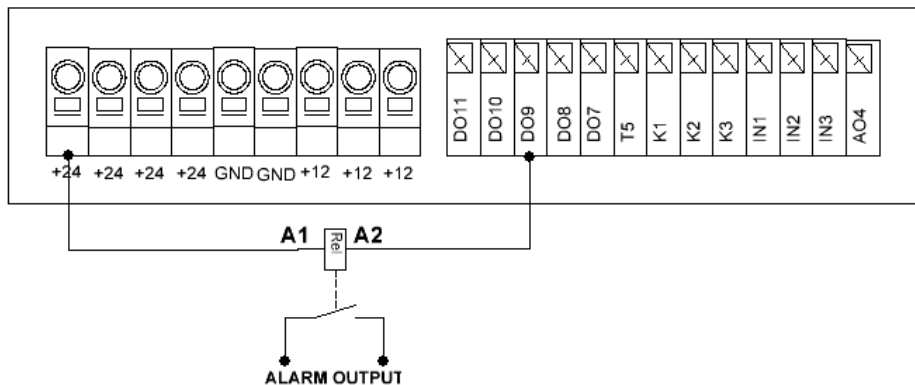 DO11 DO10 DO9 DO8 DO7 T5 K1 K2 K3 IN1 IN2 IN3 AO4
+24 +24 +24 +24 GND GND +12 +12 +12
A1 Rel A2
ALARM OUTPUT